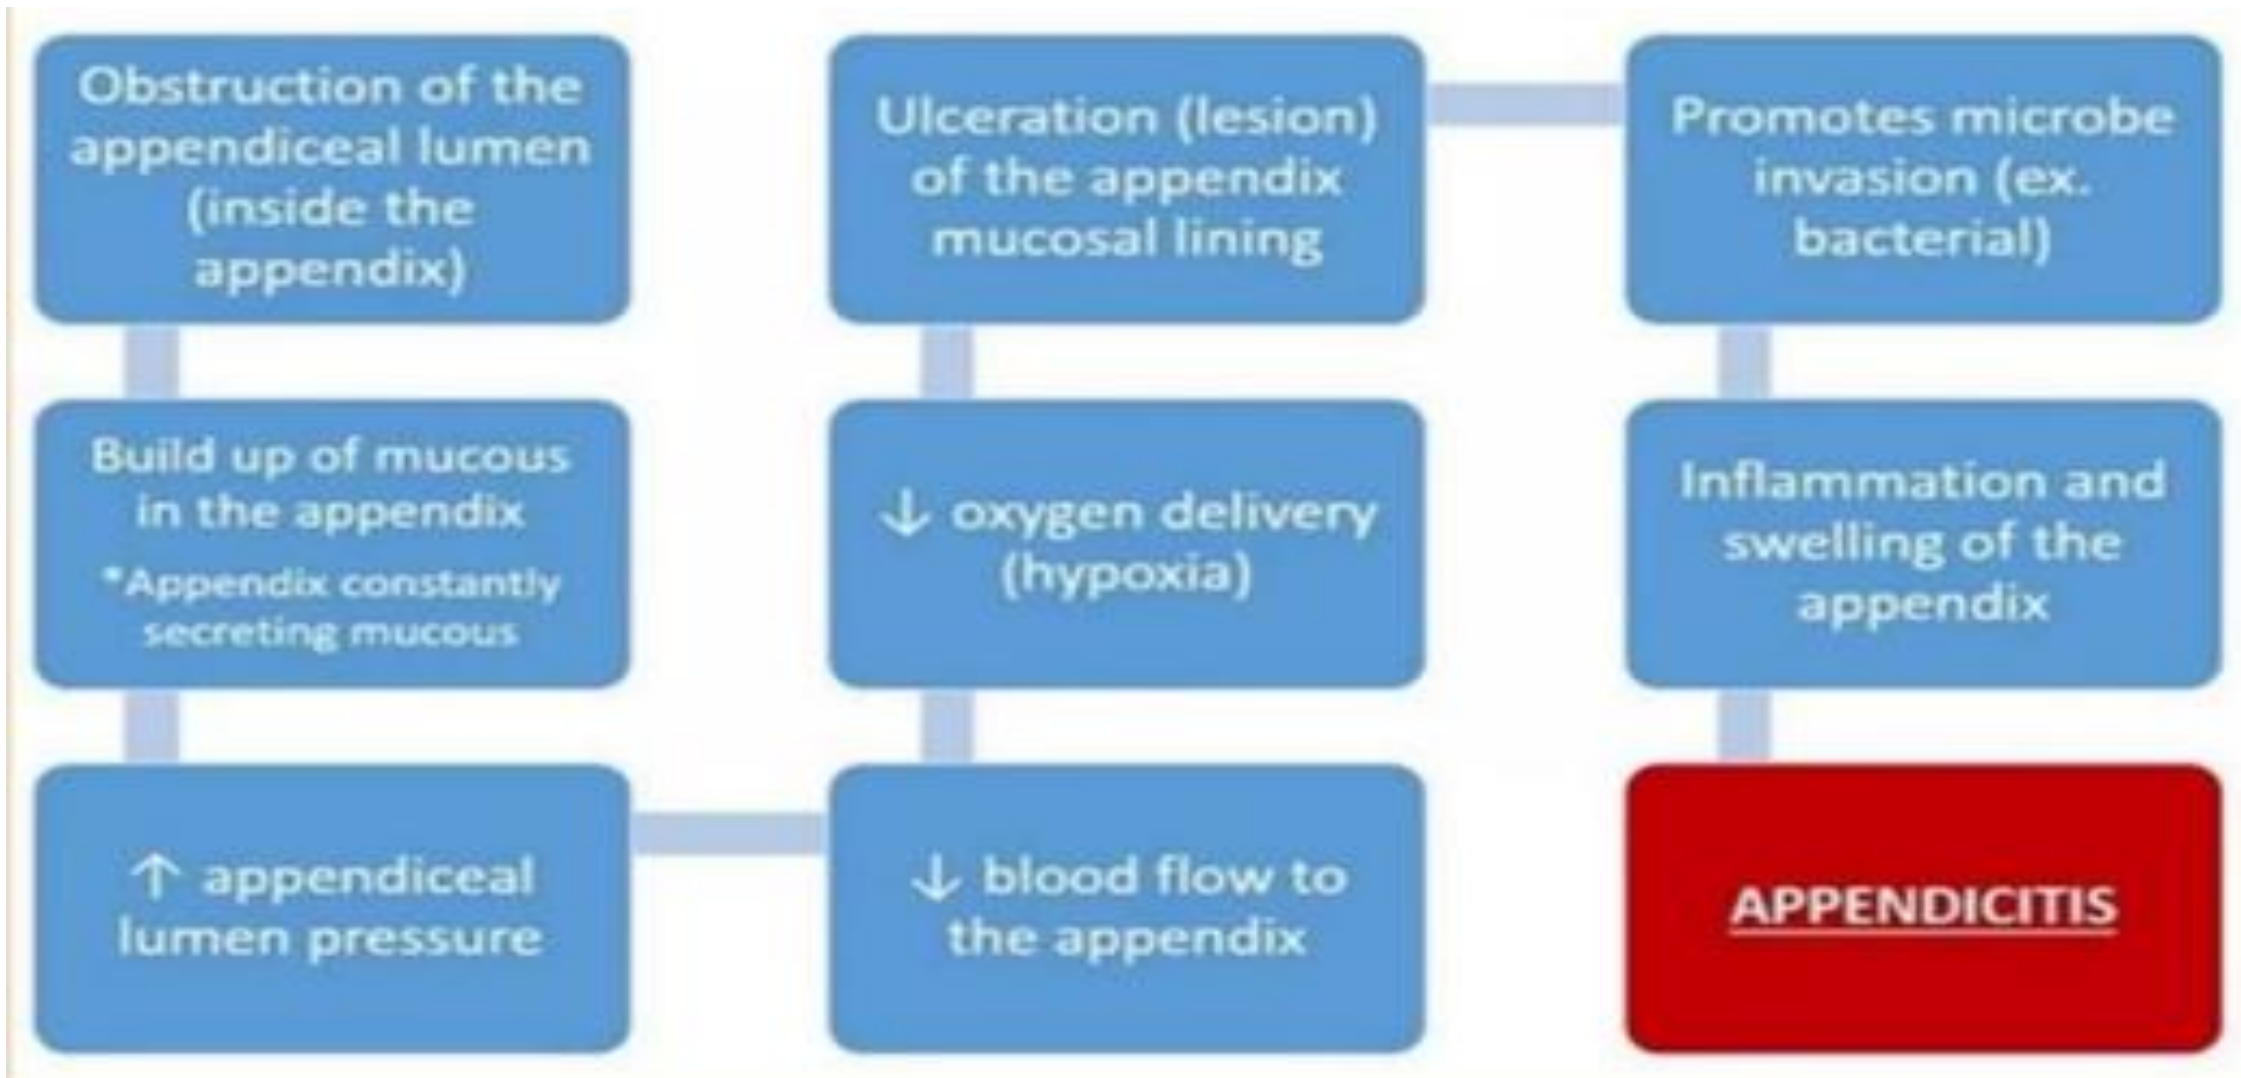 Obstruction of the
appendiceal lumen
(inside the
appendix)
Build up of mucous
in the appendix
*Appendix constantly
secreting mucous
↑ appendiceal
lumen pressure
↓ blood flow to
the appendix
↓ oxygen delivery
(hypoxia)
Ulceration (lesion)
of the appendix
mucosal lining
Promotes microbe
invasion (ex.
bacterial)
Inflammation and
swelling of the
appendix
APPENDICITIS